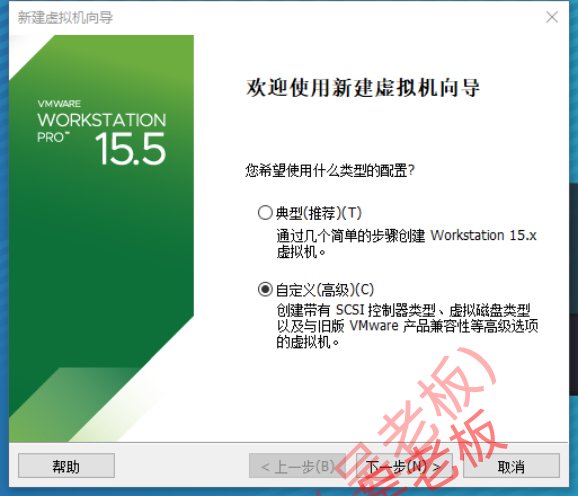 新建虚拟机向导
VMWARE
WORKSTATION
PRO™
15.5
欢迎使用新建虚拟机向导
您希望使用什么类型的配置?
典型(推荐)(T)
通过几个简单的步骤创建 Workstation 15.x
虚拟机。
自定义(高级)(C)
创建带有 SCSI 控制器类型、虚拟磁盘类型
以及与旧版 VMware 产品兼容性等高级选项
的虚拟机。
老板)
老板
帮助
< 上一步(B)
下一步(N) >
取消